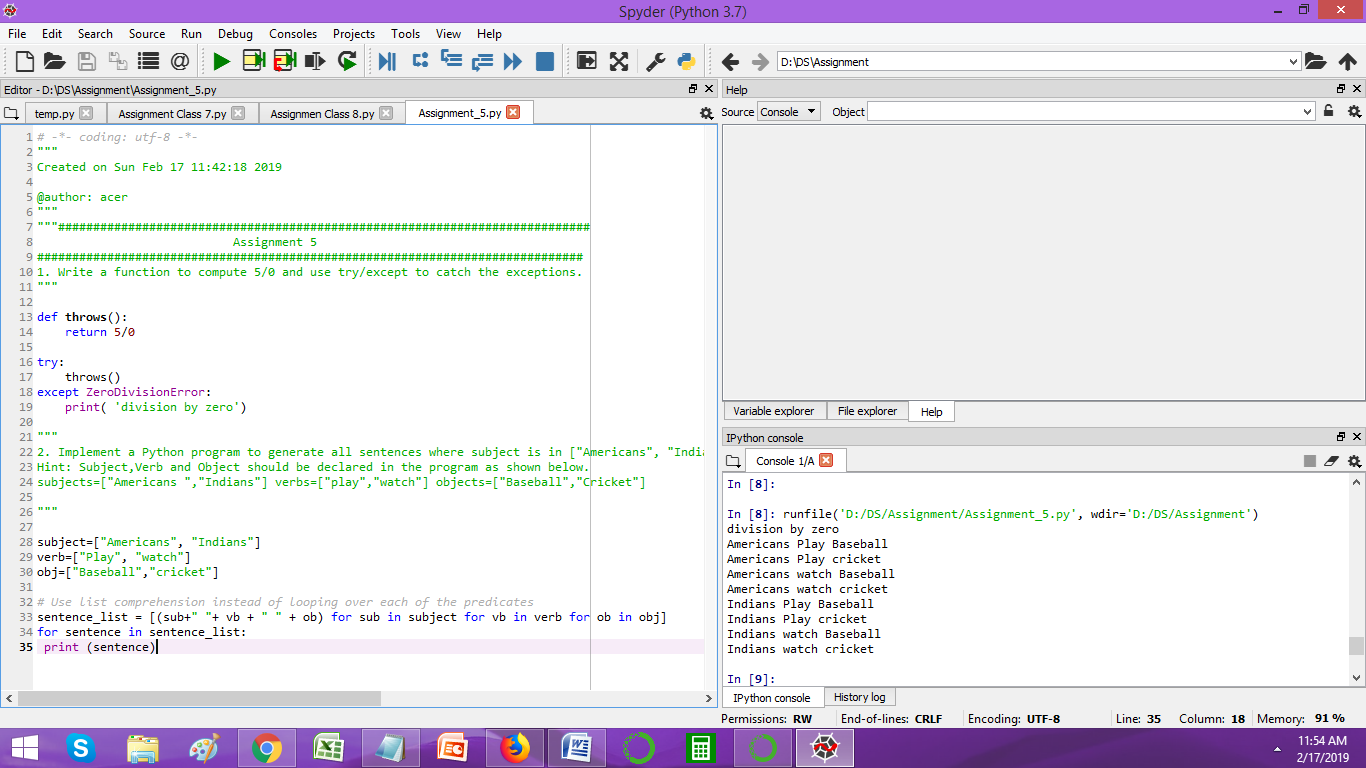 Spyder (Python 3.7)
File Edit Search Source Run Debug Consoles Projects Tools View Help
D:\DS\Assignment
Editor - D:\DS\Assignment\Assignment_5.py
temp.py Assignment Class 7.py Assignmen Class 8.py Assignment_5.py
1 # -*- coding: utf-8 -*-
2 """
3 Created on Sun Feb 17 11:42:18 2019
4
5 @author: acer
6 """
7 """############################################################################
8 Assignment 5
9 ##############################################################################
10 1. Write a function to compute 5/0 and use try/except to catch the exceptions.
11 """
12
13 def throws():
14     return 5/0
15
16 try:
17     throws()
18 except ZeroDivisionError:
19     print( 'division by zero')
20
21 """
22 2. Implement a Python program to generate all sentences where subject is in ["Americans", "India
23 Hint: Subject,Verb and Object should be declared in the program as shown below.
24 subjects=["Americans ","Indians"] verbs=["play","watch"] objects=["Baseball","Cricket"]
25
26 """
27
28 subject=["Americans", "Indians"]
29 verb=["Play", "watch"]
30 obj=["Baseball","cricket"]
31
32 # Use list comprehension instead of looping over each of the predicates
33 sentence_list = [(sub+" "+ vb + " " + ob) for sub in subject for vb in verb for ob in obj]
34 for sentence in sentence_list:
35  print (sentence)
Help
Source Console Object
Variable explorer File explorer Help
IPython console
Console 1/A
In [8]:
In [8]: runfile('D:/DS/Assignment/Assignment_5.py', wdir='D:/DS/Assignment')
division by zero
Americans Play Baseball
Americans Play cricket
Americans watch Baseball
Americans watch cricket
Indians Play Baseball
Indians Play cricket
Indians watch Baseball
Indians watch cricket
In [9]:
IPython console History log
Permissions: RW End-of-lines: CRLF Encoding: UTF-8 Line: 35 Column: 18 Memory: 91 %
11:54 AM
2/17/2019